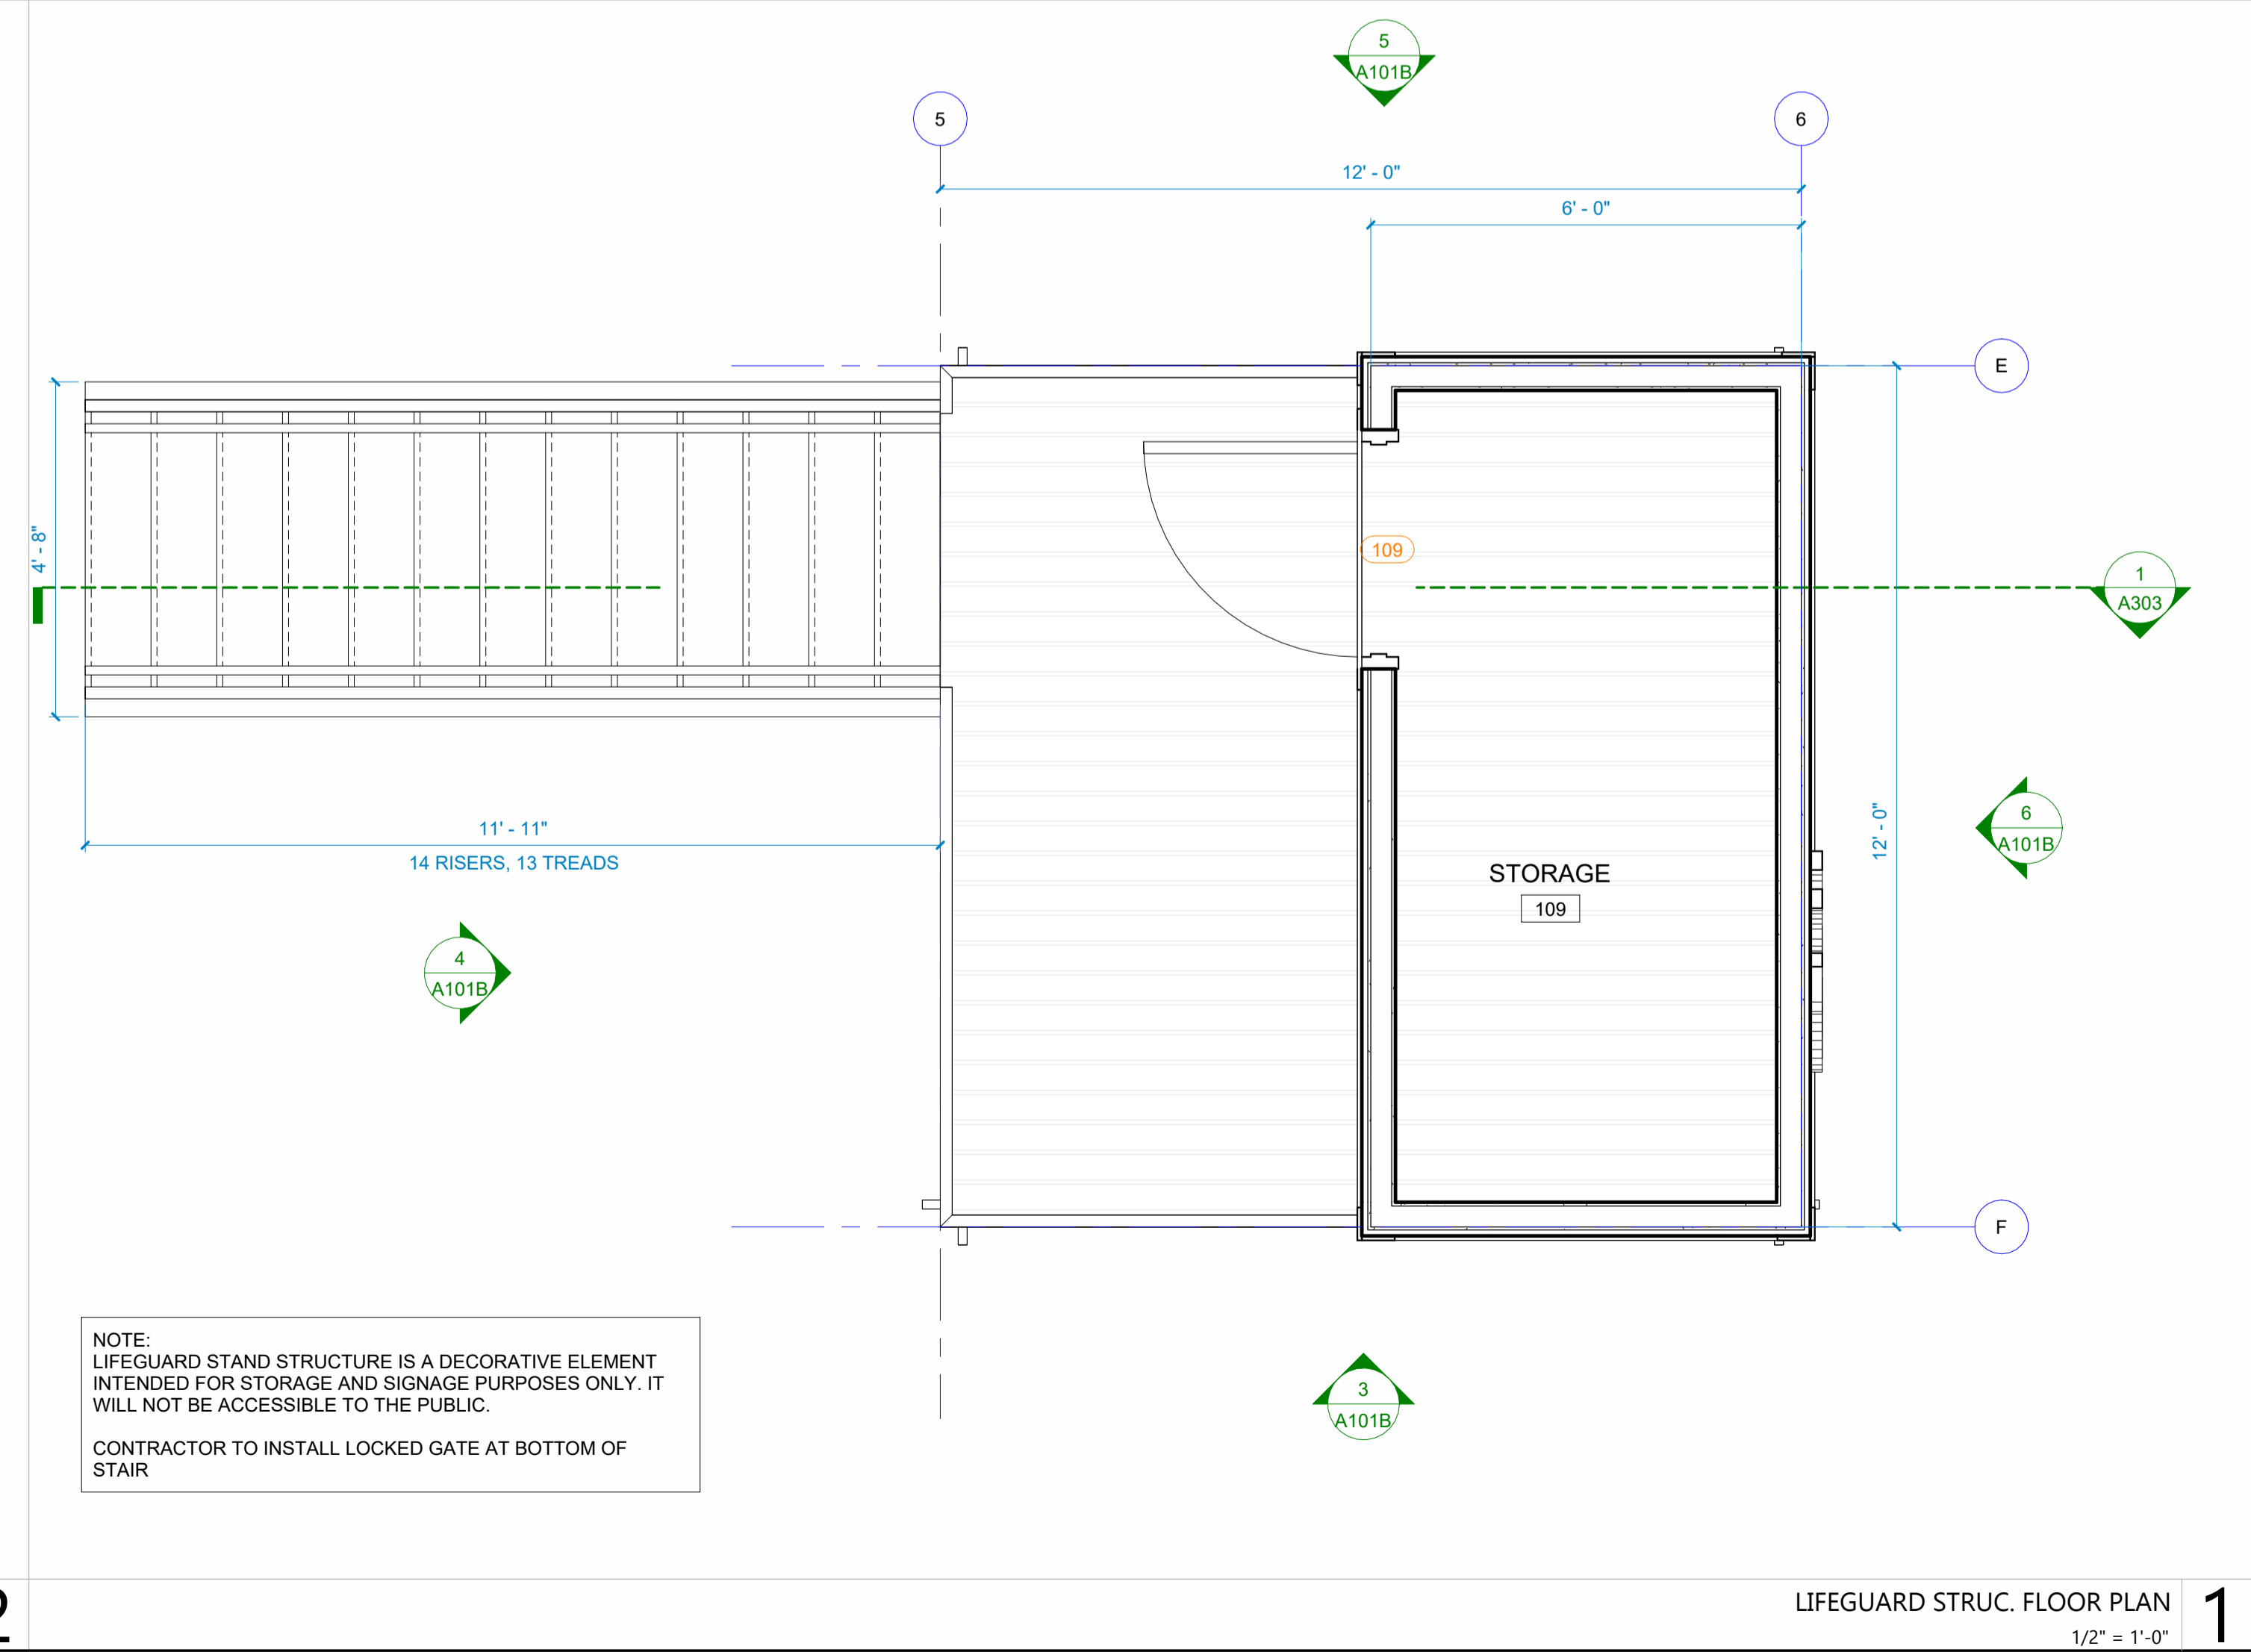 5
A101B
5
6
12' - 0"
6' - 0"
E
4' - 8"
109
1
A303
11' - 11"
14 RISERS, 13 TREADS
12' - 0"
6
A101B
STORAGE
109
4
A101B
F
NOTE:
LIFEGUARD STAND STRUCTURE IS A DECORATIVE ELEMENT
INTENDED FOR STORAGE AND SIGNAGE PURPOSES ONLY. IT
WILL NOT BE ACCESSIBLE TO THE PUBLIC.
CONTRACTOR TO INSTALL LOCKED GATE AT BOTTOM OF
STAIR
3
A101B
2
LIFEGUARD STRUC. FLOOR PLAN
1
1/2" = 1'-0"